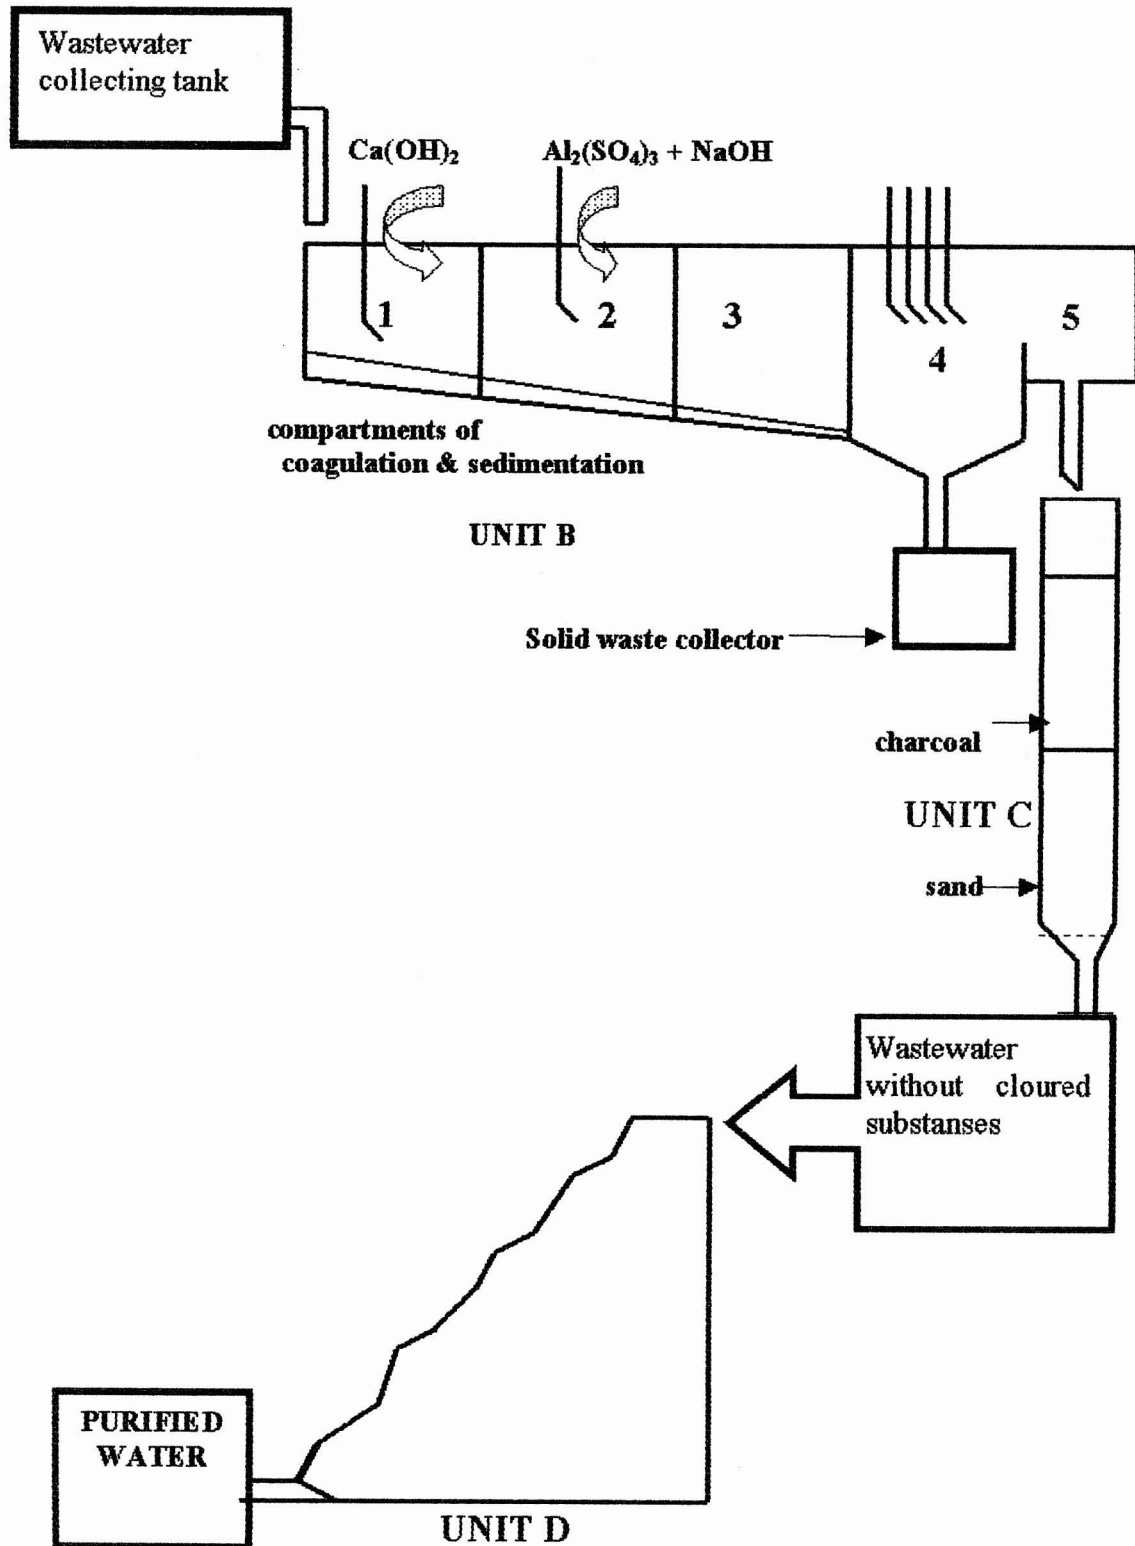 Wastewater
collecting tank
Ca(OH)₂
Al₂(SO₄)₃ + NaOH
1
2
3
4
5
compartments of
coagulation & sedimentation
UNIT B
Solid waste collector
charcoal
UNIT C
sand
Wastewater
without cloured
substanses
PURIFIED
WATER
UNIT D